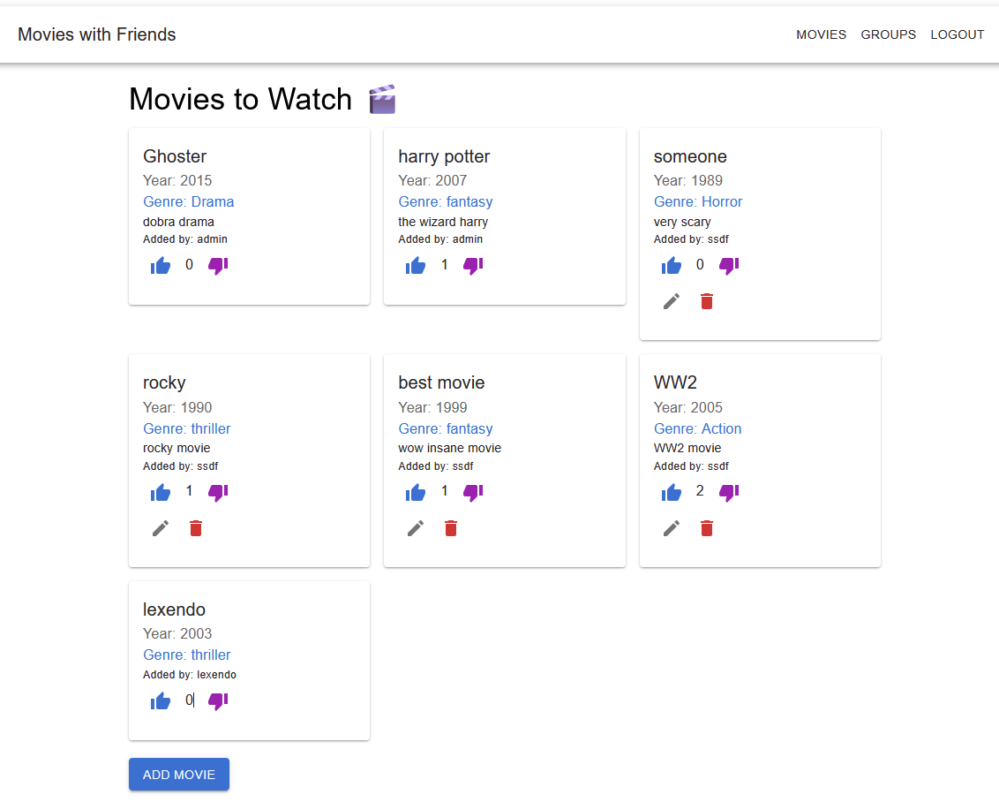 Movies with Friends
MOVIES GROUPS LOGOUT
Movies to Watch
Ghoster
Year: 2015
Genre: Drama
dobra drama
Added by: admin
0
harry potter
Year: 2007
Genre: fantasy
the wizard harry
Added by: admin
1
someone
Year: 1989
Genre: Horror
very scary
Added by: ssdf
0
rocky
Year: 1990
Genre: thriller
rocky movie
Added by: ssdf
1
best movie
Year: 1999
Genre: fantasy
wow insane movie
Added by: ssdf
1
WW2
Year: 2005
Genre: Action
WW2 movie
Added by: ssdf
2
lexendo
Year: 2003
Genre: thriller
Added by: lexendo
0
ADD MOVIE